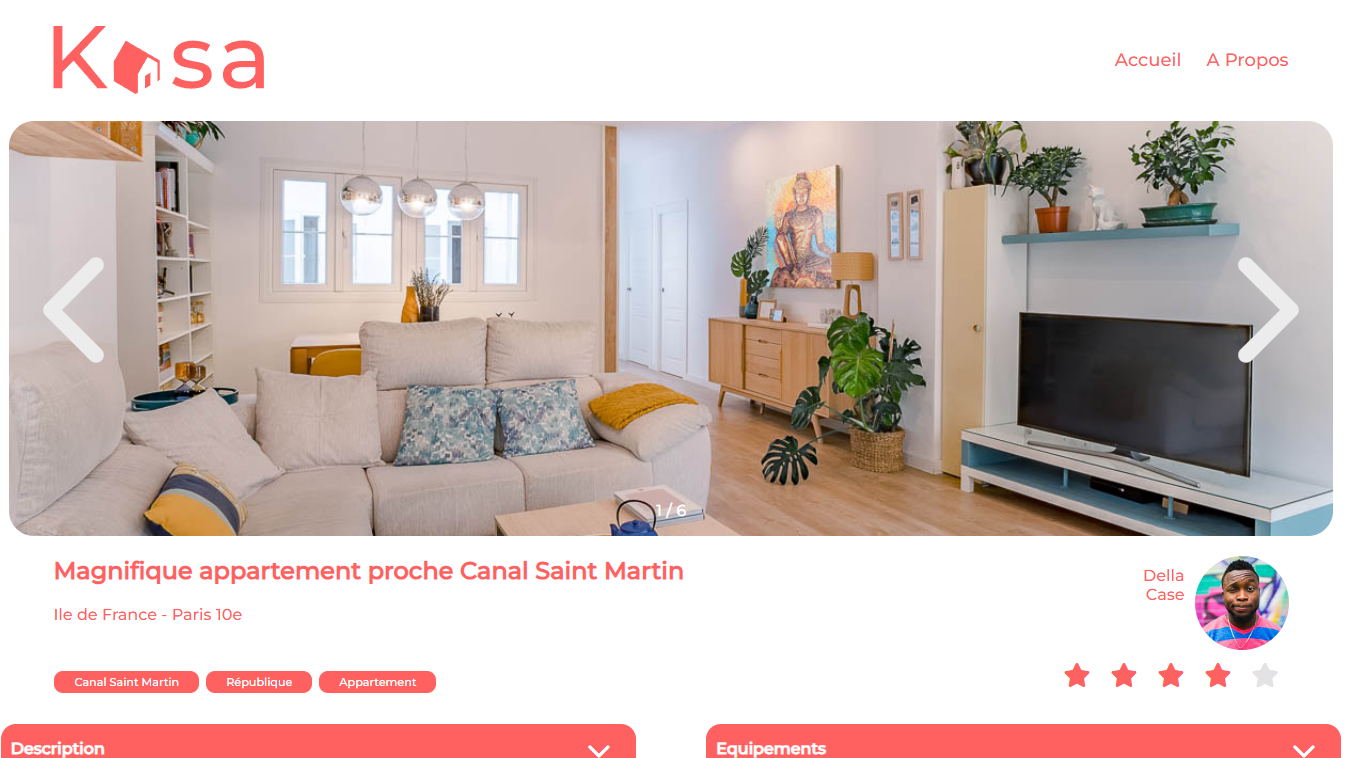 Kasa
Accueil A Propos
1 / 6
Magnifique appartement proche Canal Saint Martin
Della
Case
Ile de France - Paris 10e
Canal Saint Martin République Appartement
Description Equipements